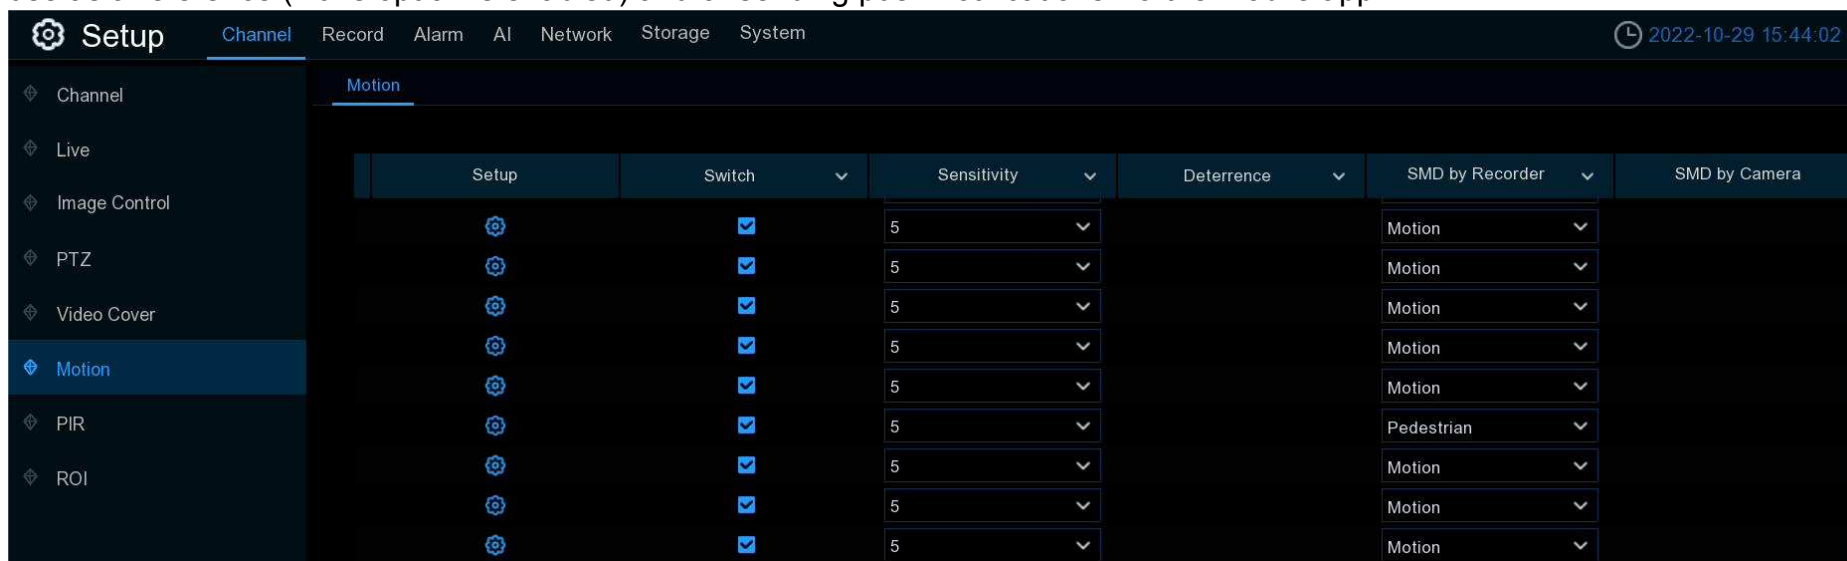 Setup Channel Record Alarm AI Network Storage System 2022-10-29 15:44:02
Channel
Motion
Live
Setup Switch Sensitivity Deterrence SMD by Recorder SMD by Camera
Image Control
5 Motion
PTZ
5 Motion
Video Cover
5 Motion
5 Motion
Motion
5 Motion
PIR
5 Pedestrian
5 Motion
ROI
5 Motion
5 Motion